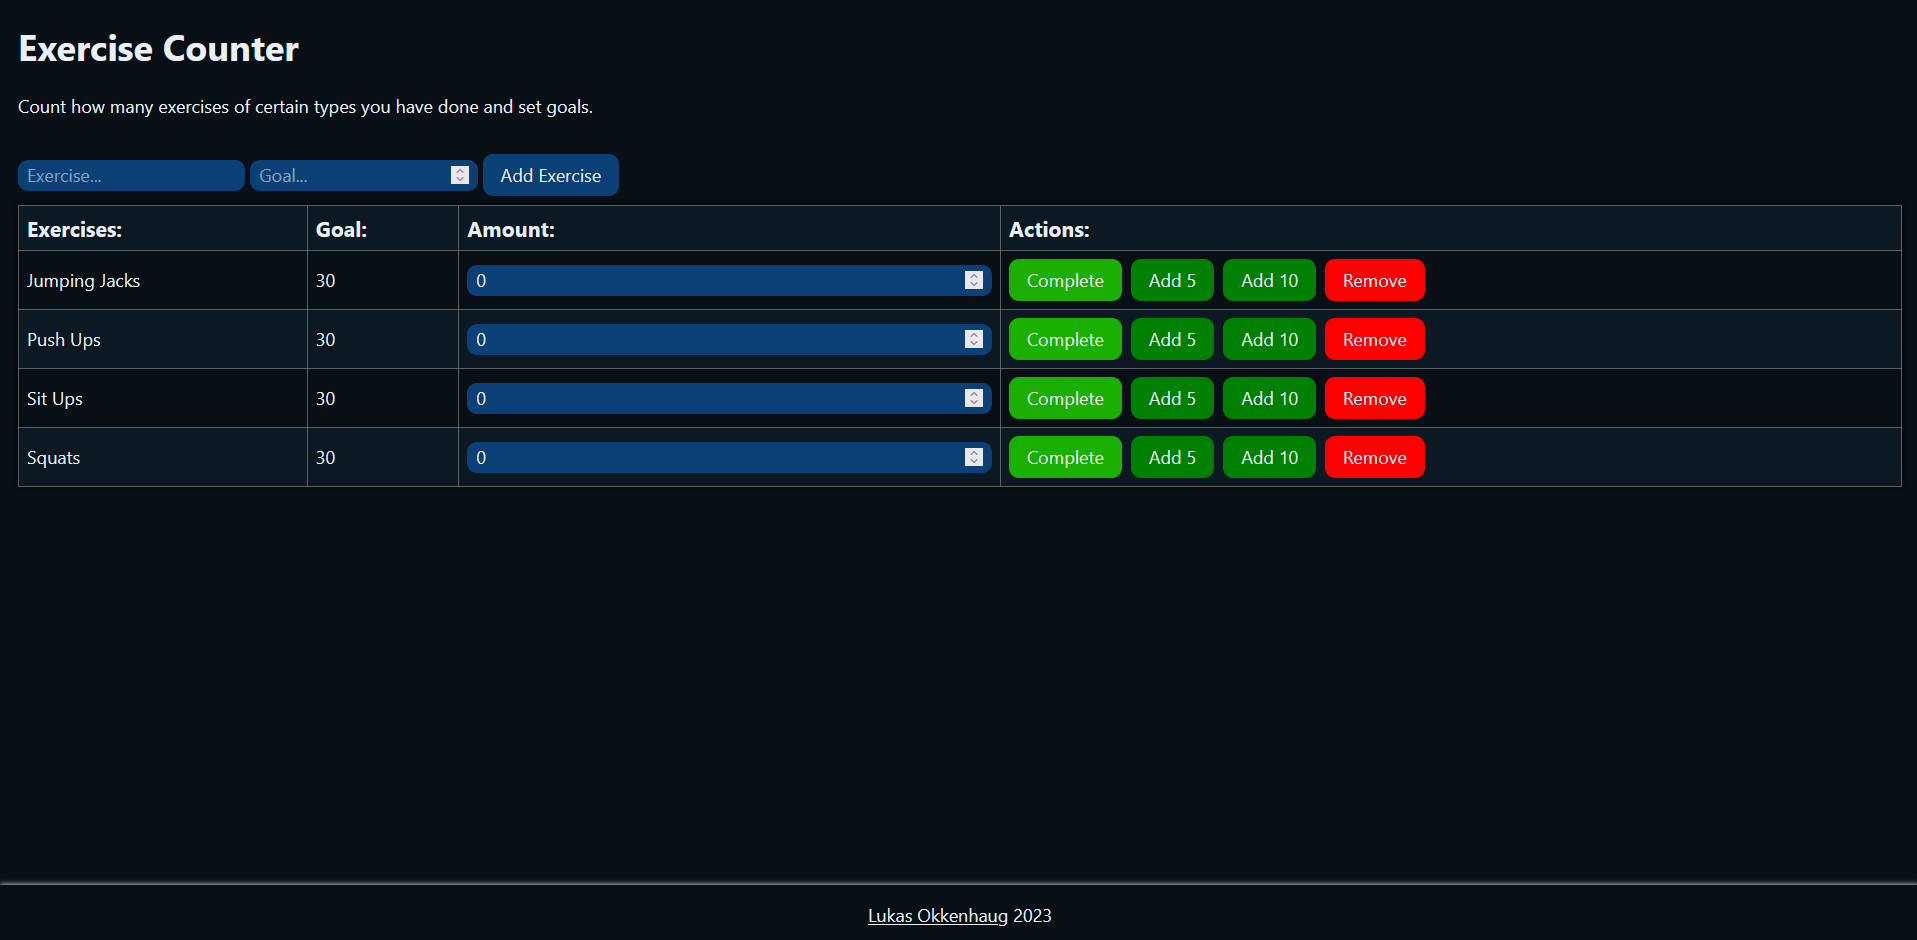 Exercise Counter
Count how many exercises of certain types you have done and set goals.
Exercise... Goal... Add Exercise
Exercises: Goal: Amount: Actions:
Jumping Jacks 30 0 Complete Add 5 Add 10 Remove
Push Ups 30 0 Complete Add 5 Add 10 Remove
Sit Ups 30 0 Complete Add 5 Add 10 Remove
Squats 30 0 Complete Add 5 Add 10 Remove
Lukas Okkenhaug 2023